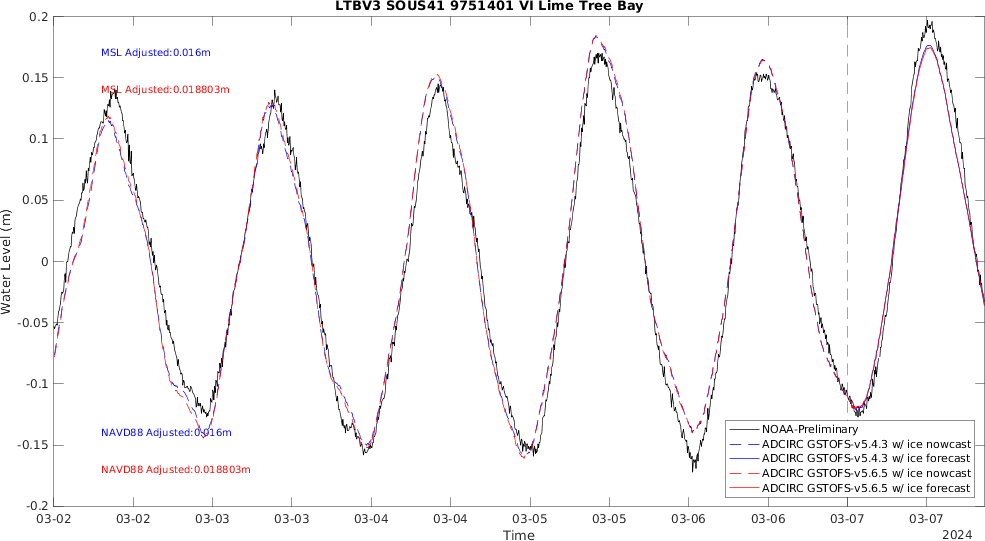 LTBV3 SOUS41 9751401 VI Lime Tree Bay
0.2
0.15
0.1
0.05
0
-0.05
-0.1
-0.15
-0.2
Water Level (m)
MSL Adjusted:0.016m
MSL Adjusted:0.018803m
NAVD88 Adjusted:0.016m
NAVD88 Adjusted:0.018803m
NOAA-Preliminary
ADCIRC GSTOFS-v5.4.3 w/ ice nowcast
ADCIRC GSTOFS-v5.4.3 w/ ice forecast
ADCIRC GSTOFS-v5.6.5 w/ ice nowcast
ADCIRC GSTOFS-v5.6.5 w/ ice forecast
03-02 03-02 03-03 03-03 03-04 03-04 03-05 03-05 03-06 03-06 03-07 03-07
Time
2024